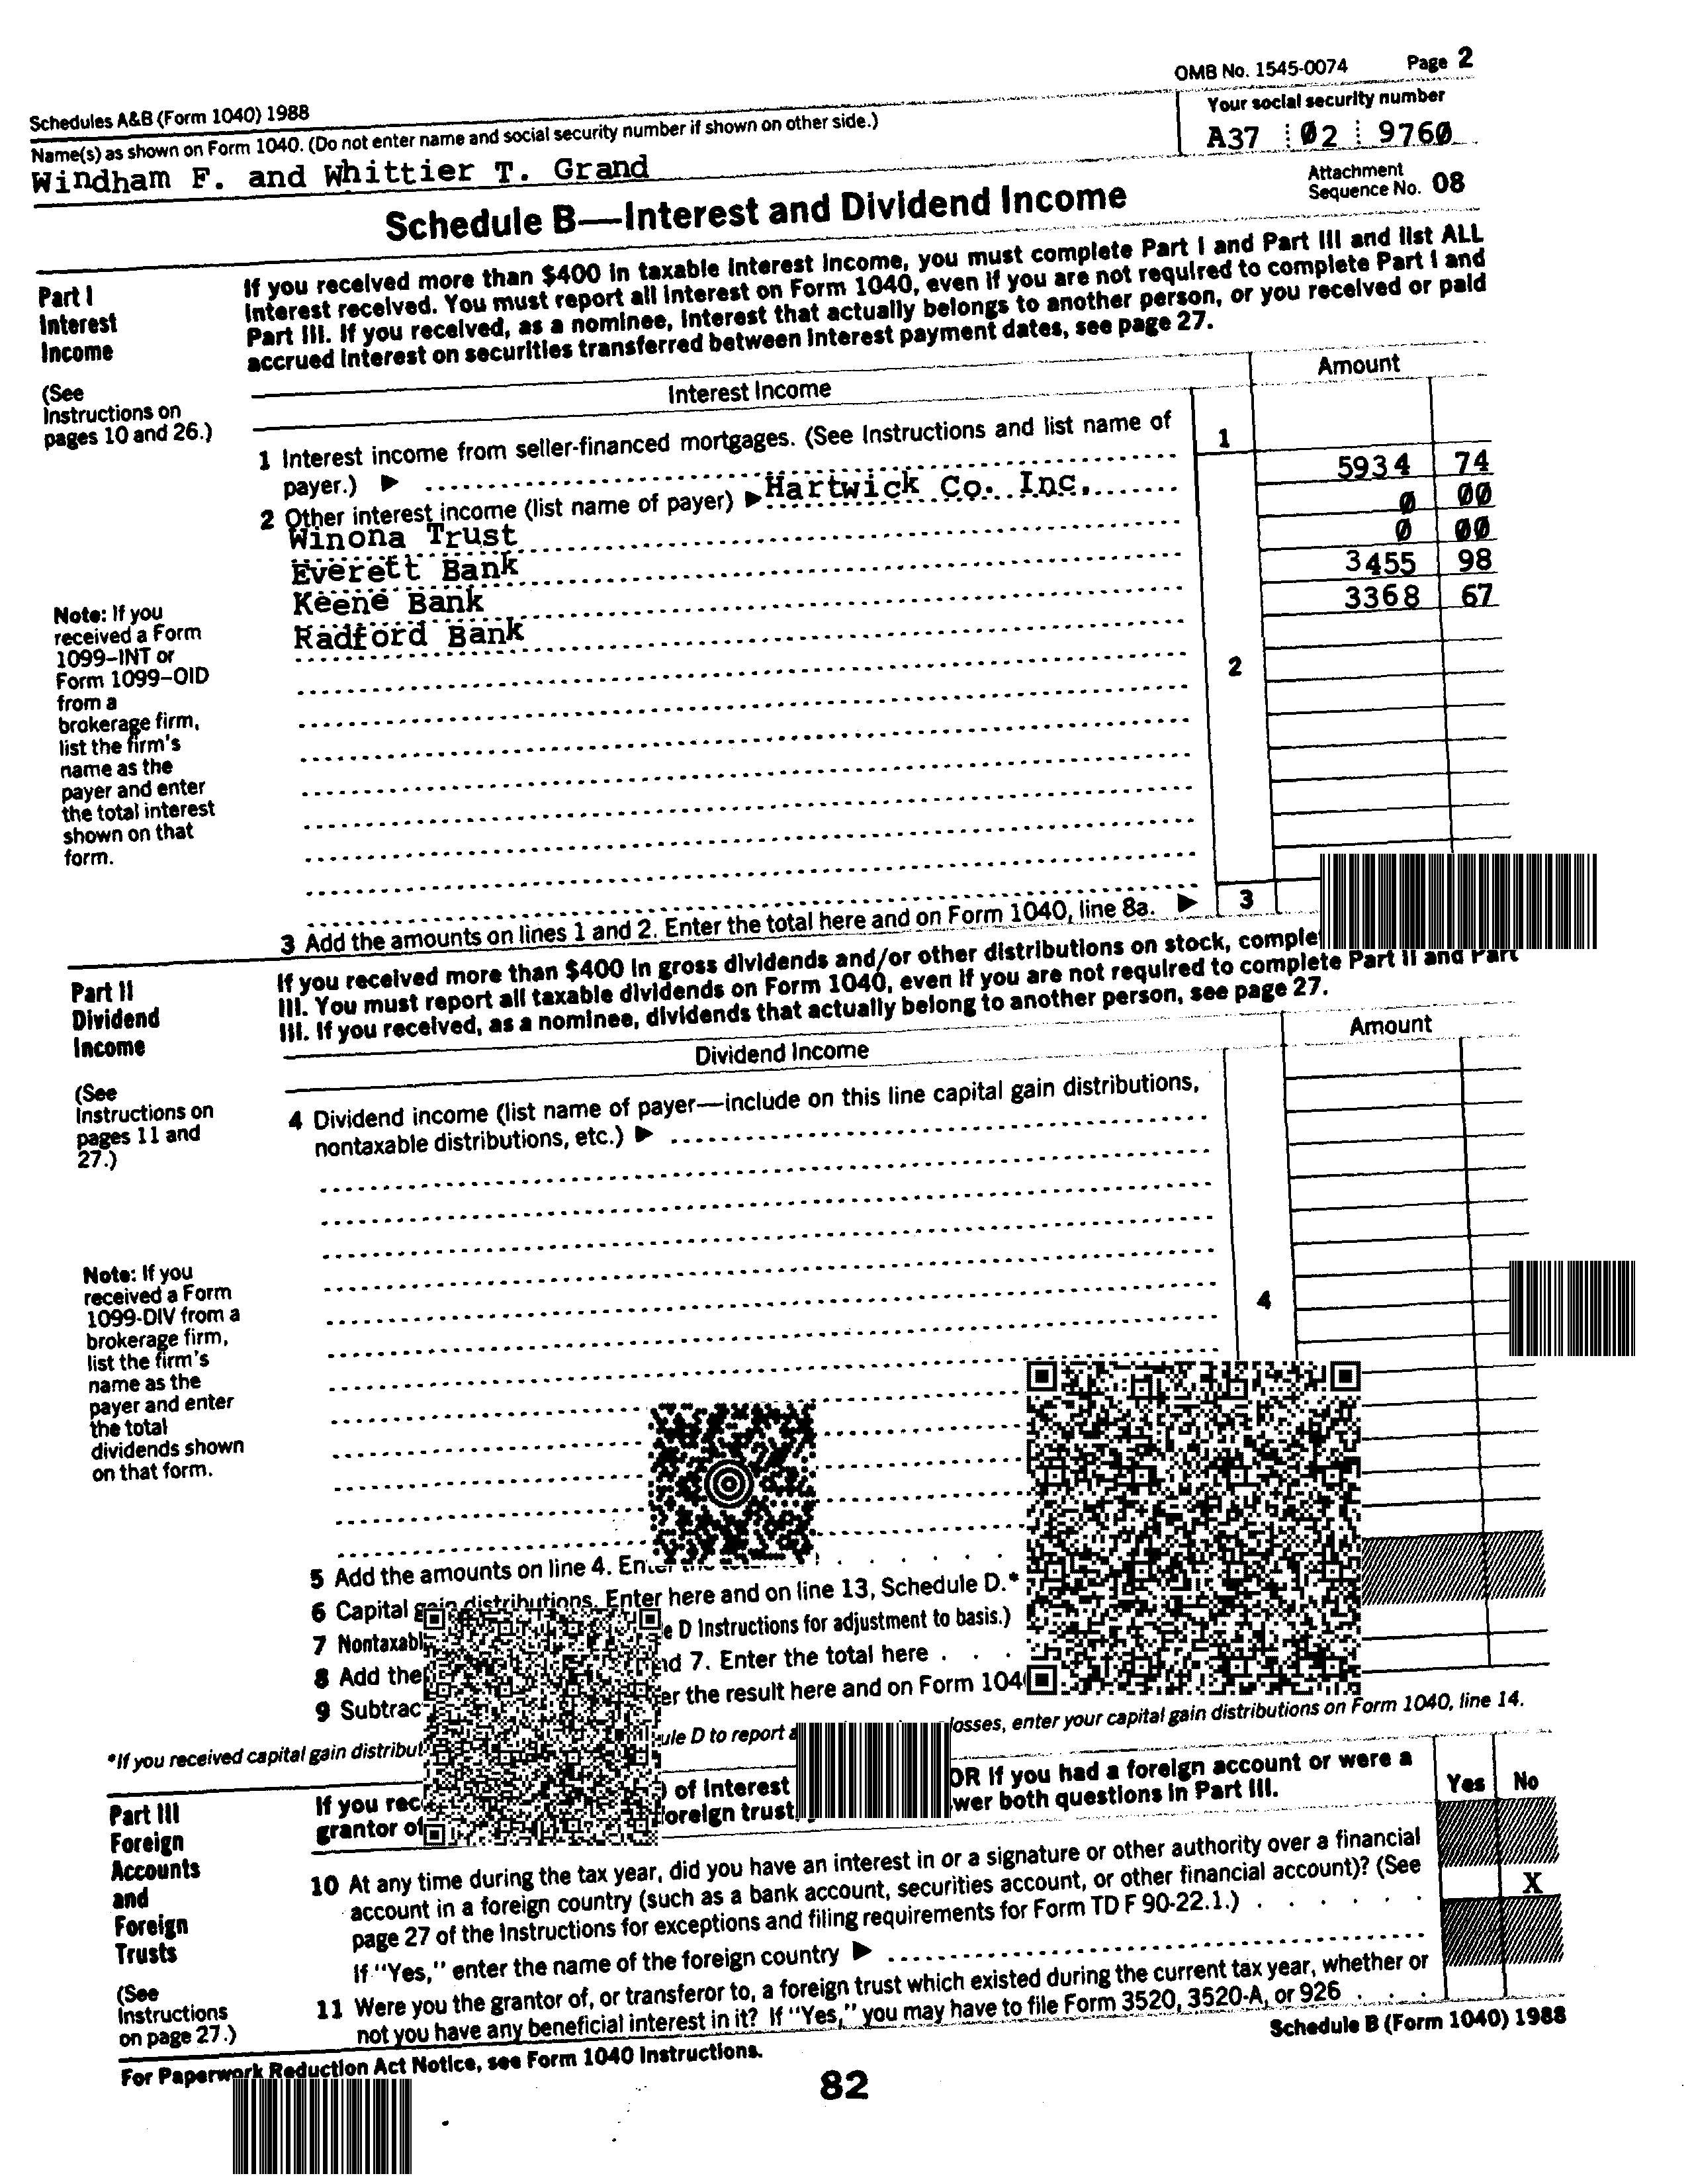 OMB No. 1545-0074 Page 2
Schedules A&B (Form 1040) 1988
Name(s) as shown on Form 1040. (Do not enter name and social security number if shown on other side.)
Your social security number
Windham F. and Whittier T. Grand
A37 02 9760
Schedule B—Interest and Dividend Income
Attachment
Sequence No. 08
Part I
Interest
Income
(See
Instructions on
pages 10 and 26.)
If you received more than $400 in taxable interest income, you must complete Part I and Part III and list ALL
interest received. You must report all interest on Form 1040, even if you are not required to complete Part I and
Part III. If you received, as a nominee, interest that actually belongs to another person, or you received or paid
accrued interest on securities transferred between interest payment dates, see page 27.
Interest Income
Amount
1 Interest income from seller-financed mortgages. (See Instructions and list name of
payer.) ▶
1
2 Other interest income (list name of payer) ▶ Hartwick Co. Inc.
5934 74
Winona Trust
0 00
Everett Bank
0 00
Keene Bank
3455 98
Radford Bank
3368 67
2
Note: If you
received a Form
1099–INT or
Form 1099–OID
from a
brokerage firm,
list the firm's
name as the
payer and enter
the total interest
shown on that
form.
3 Add the amounts on lines 1 and 2. Enter the total here and on Form 1040, line 8a. ▶ 3
Part II
Dividend
Income
(See
Instructions on
pages 11 and
27.)
If you received more than $400 in gross dividends and/or other distributions on stock,
III. You must report all taxable dividends on Form 1040, even if you are not required to complete Part II and Part
III. If you received, as a nominee, dividends that actually belong to another person, see page 27.
Dividend Income
Amount
4 Dividend income (list name of payer—include on this line capital gain distributions,
nontaxable distributions, etc.) ▶
4
Note: If you
received a Form
1099-DIV from a
brokerage firm,
list the firm's
name as the
payer and enter
the total
dividends shown
on that form.
5 Add the amounts on line 4.
6 Capital gain distributions. Enter here and on line 13, Schedule D.*
7 D Instructions for adjustment to basis.)
8 Add the 7. Enter the total here
9 the result here and on Form
*If you received capital gain D to report losses, enter your capital gain distributions on Form 1040, line 14.
Part III
Foreign
Accounts
and
Foreign
Trusts
(See
Instructions
on page 27.)
If you of interest OR if you had a foreign account or were a
grantor trust, both questions in Part III.
Yes No
10 At any time during the tax year, did you have an interest in or a signature or other authority over a financial
account in a foreign country (such as a bank account, securities account, or other financial account)? (See
page 27 of the Instructions for exceptions and filing requirements for Form TD F 90-22.1.)
X
If "Yes," enter the name of the foreign country ▶
11 Were you the grantor of, or transferor to, a foreign trust which existed during the current tax year, whether or
not you have any beneficial interest in it? If "Yes," you may have to file Form 3520, 3520-A, or 926
For Paperwork Reduction Act Notice, see Form 1040 Instructions.
Schedule B (Form 1040) 1988
82